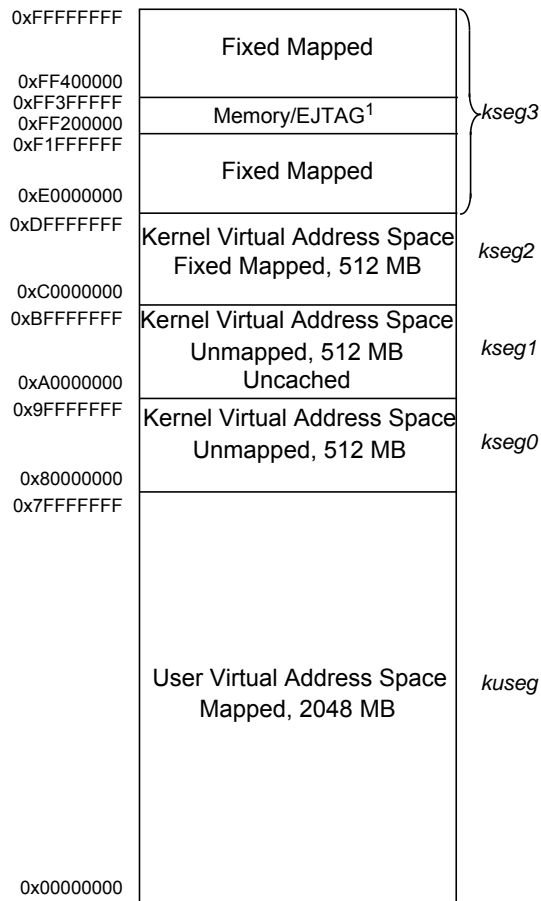 0xFFFFFFFF
Fixed Mapped
0xFF400000
0xFF3FFFFF
Memory/EJTAG1
kseg3
0xFF200000
0xF1FFFFFF
Fixed Mapped
0xE0000000
0xDFFFFFFF
Kernel Virtual Address Space
Fixed Mapped, 512 MB
kseg2
0xC0000000
0xBFFFFFFF
Kernel Virtual Address Space
Unmapped, 512 MB
Uncached
kseg1
0xA0000000
0x9FFFFFFF
Kernel Virtual Address Space
Unmapped, 512 MB
kseg0
0x80000000
0x7FFFFFFF
User Virtual Address Space
Mapped, 2048 MB
kuseg
0x00000000